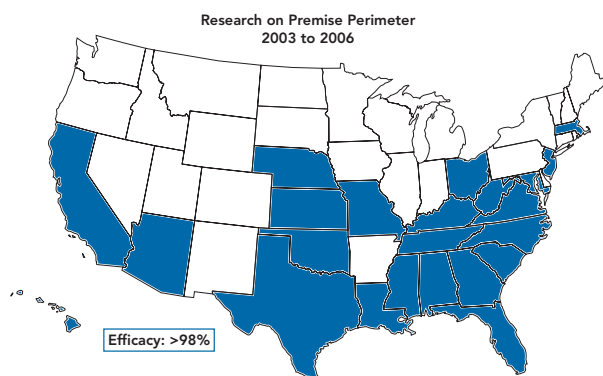 Research on Premise Perimeter
2003 to 2006
Efficacy: >98%